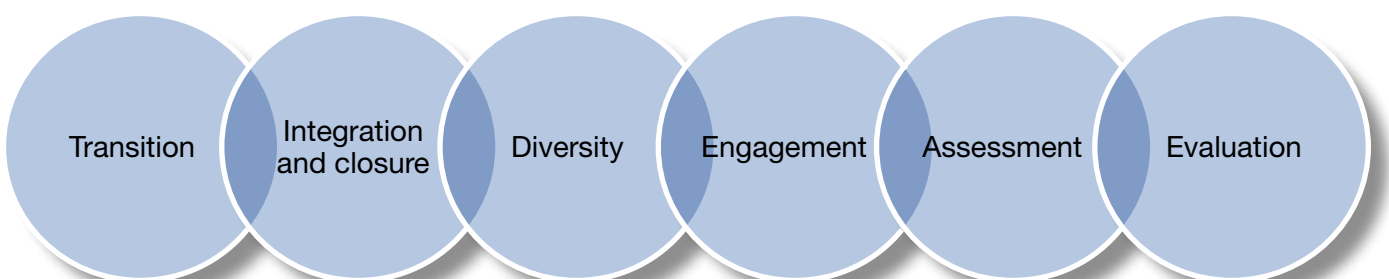 Transition
Integration
and closure
Diversity
Engagement
Assessment
Evaluation